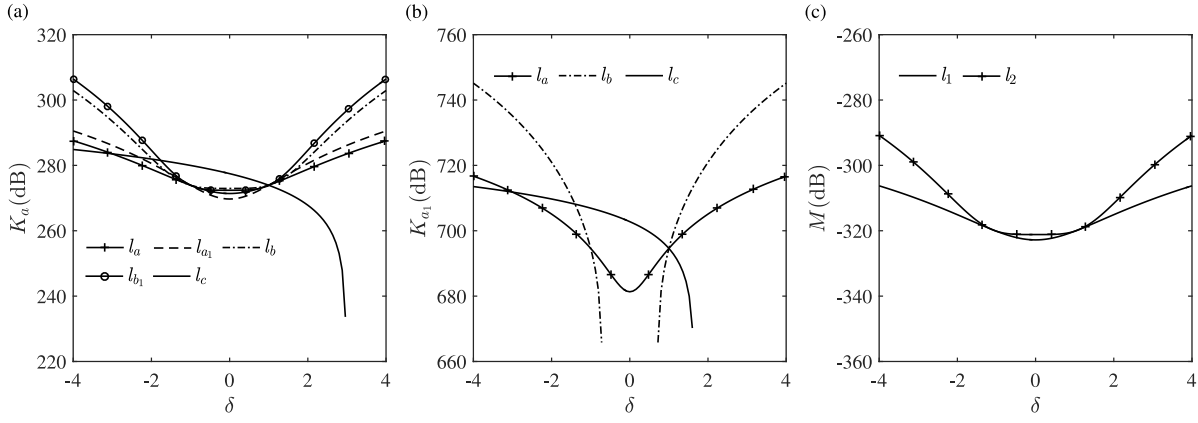 (a)
320
300
280
260
240
220
-4 -2 0 2 4
δ
K_a (dB)
l_a l_{a_1} l_b
l_{b_1} l_c
(b)
760
740
720
700
680
660
-4 -2 0 2 4
δ
K_{a_1} (dB)
l_a l_b l_c
(c)
-260
-280
-300
-320
-340
-360
-4 -2 0 2 4
δ
M (dB)
l_1 l_2